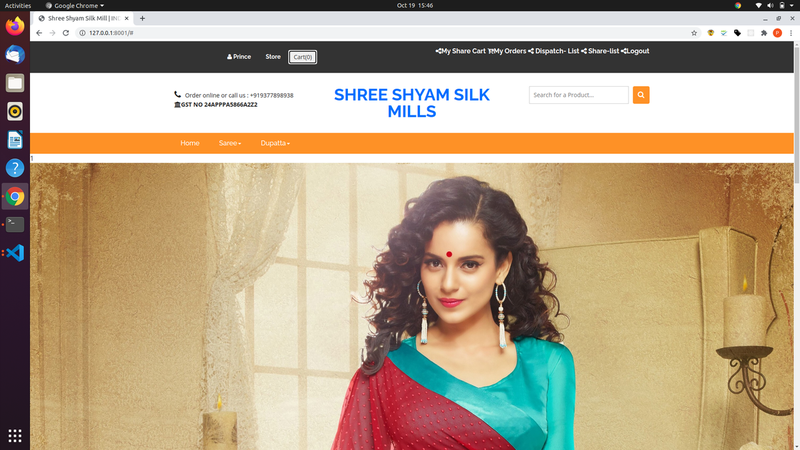 Activities
Google Chrome
Oct 19 15:46
Shree Shyam Silk Mill | IN
127.0.0.1:8001/#
P
Prince
Store
Cart(0)
My Share Cart My Orders Dispatch- List Share-list Logout
Order online or call us : +919377898938
GST NO 24APPPA5866A2Z2
SHREE SHYAM SILK
MILLS
Search for a Product...
Home
Saree
Dupatta
1